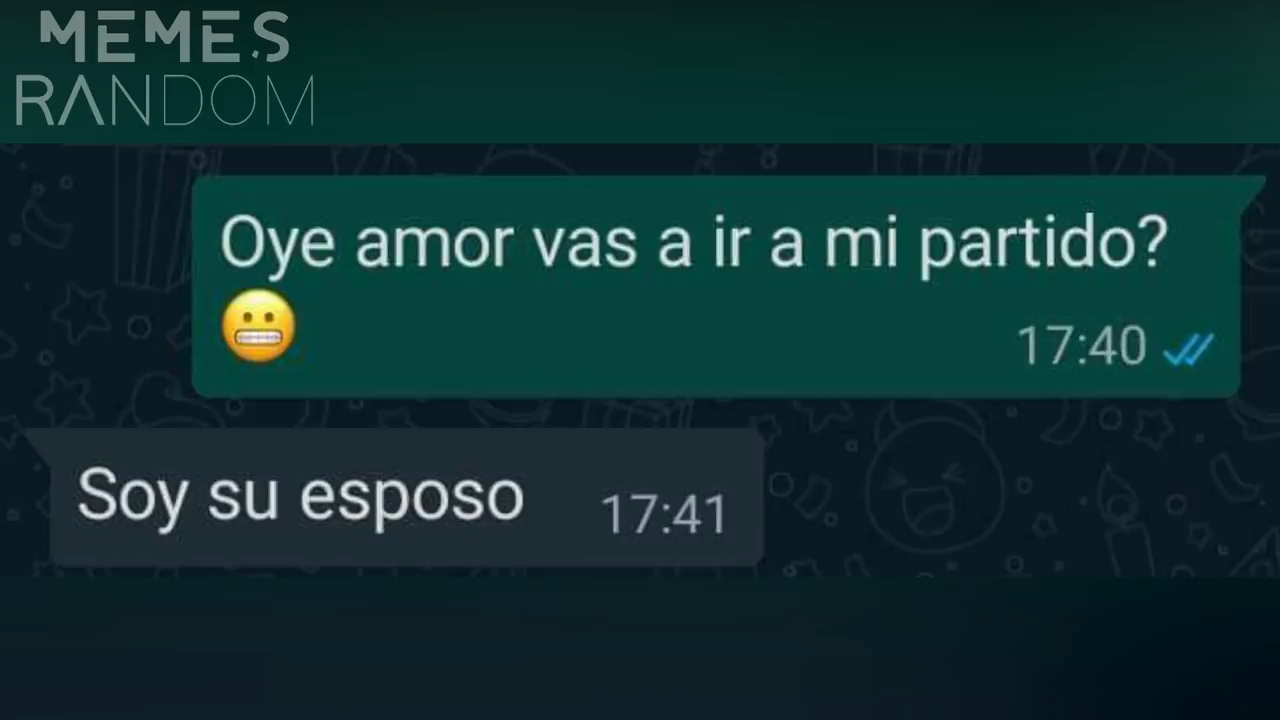 MEMES
RANDOM
Oye amor vas a ir a mi partido?
😬
17:40
Soy su esposo 17:41